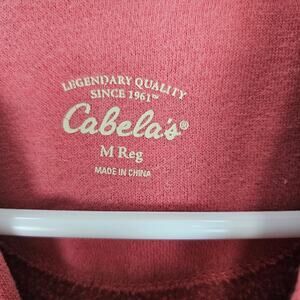 LEGENDARY QUALITY
SINCE 1961™
Cabela's®
M Reg
MADE IN CHINA